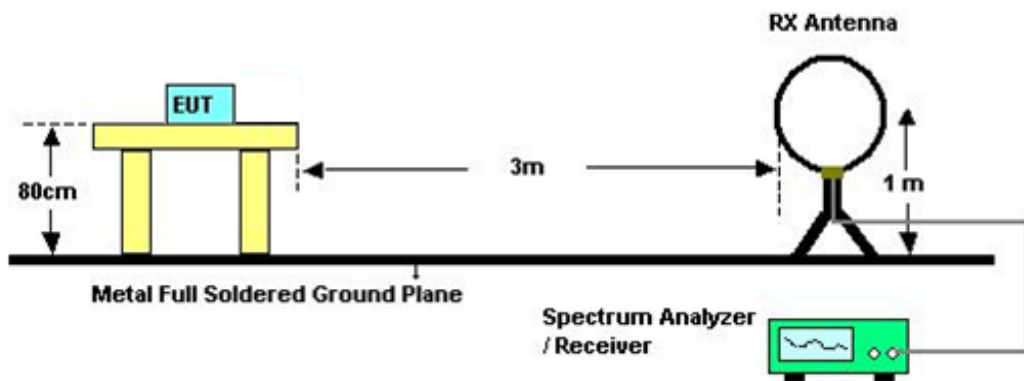 RX Antenna
EUT
3m
80cm
1 m
Metal Full Soldered Ground Plane
Spectrum Analyzer
/ Receiver